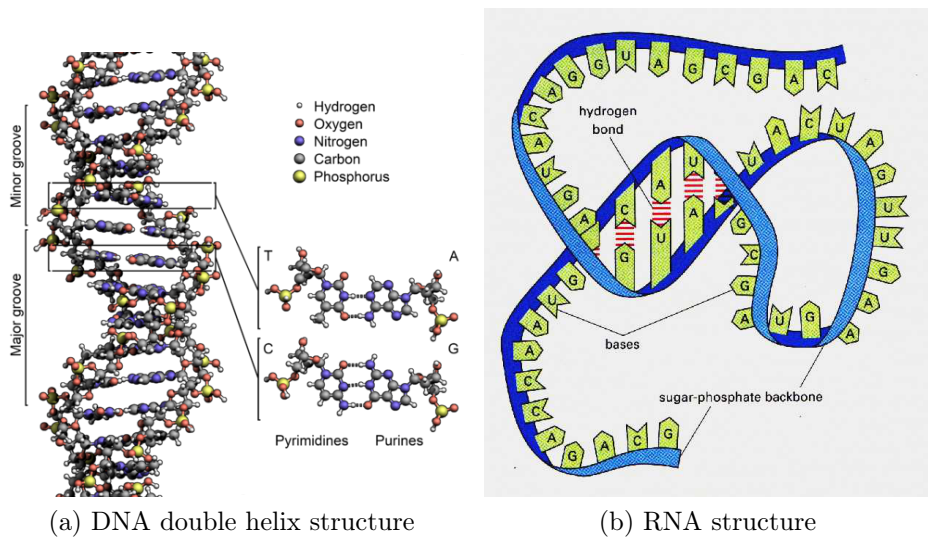 Hydrogen
Oxygen
Nitrogen
Carbon
Phosphorus
Minor groove
Major groove
T A
C G
Pyrimidines Purines
(a) DNA double helix structure
C A G C G A U G G A C A U G A
hydrogen
bond
C A U
G U A
U A C U A G U U G A A G U A G C G
G U A A C C A G A C G
bases
sugar-phosphate backbone
(b) RNA structure